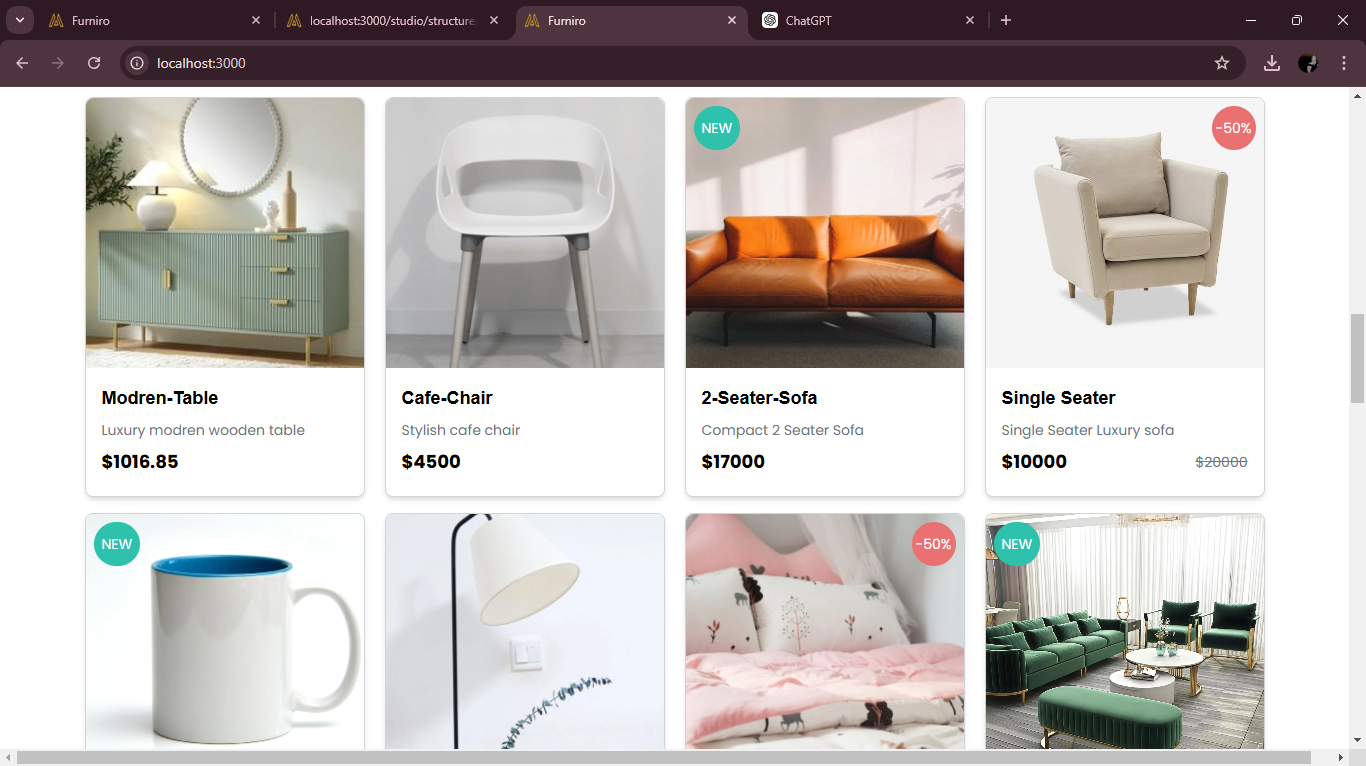 Furniro
localhost:3000/studio/structure
Furniro
ChatGPT
localhost:3000
NEW
-50%
Modren-Table
Cafe-Chair
2-Seater-Sofa
Single Seater
Luxury modren wooden table
Stylish cafe chair
Compact 2 Seater Sofa
Single Seater Luxury sofa
$1016.85
$4500
$17000
$10000
$20000
NEW
-50%
NEW